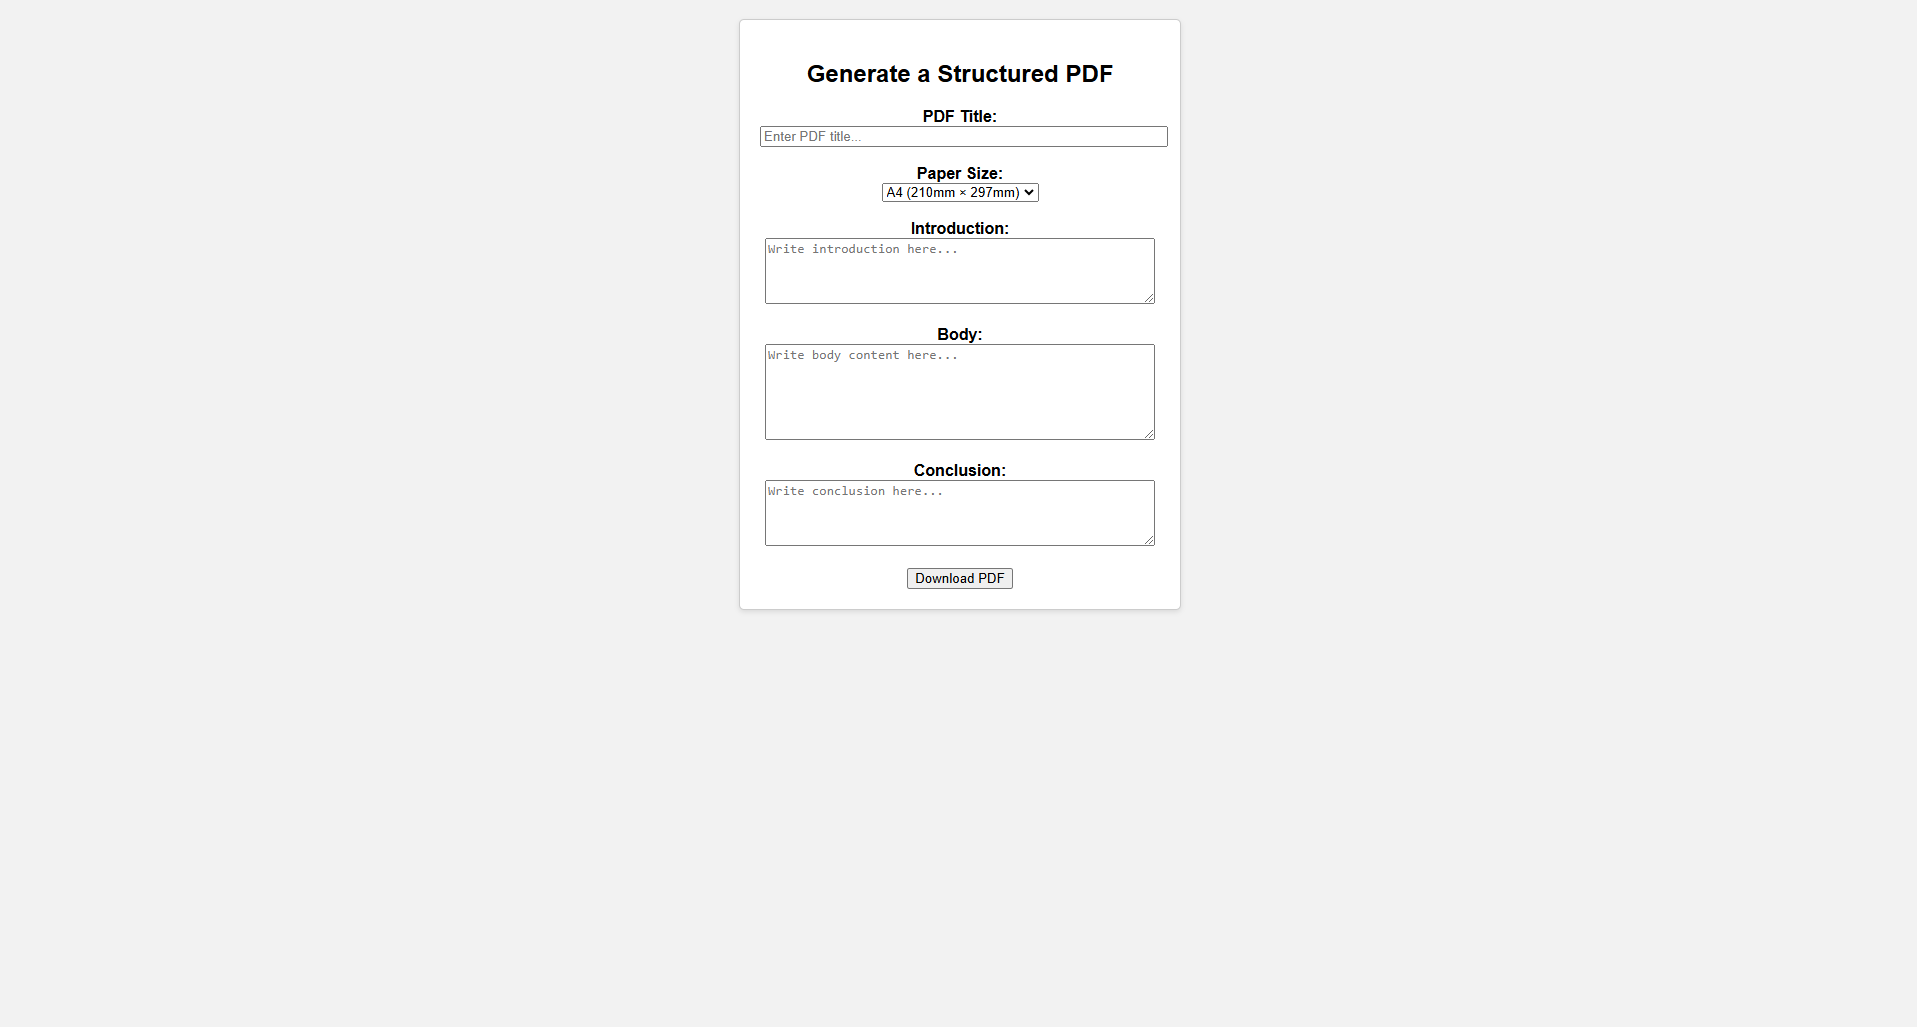 Generate a Structured PDF
PDF Title:
Enter PDF title...
Paper Size:
A4 (210mm × 297mm)
Introduction:
Write introduction here...
Body:
Write body content here...
Conclusion:
Write conclusion here...
Download PDF